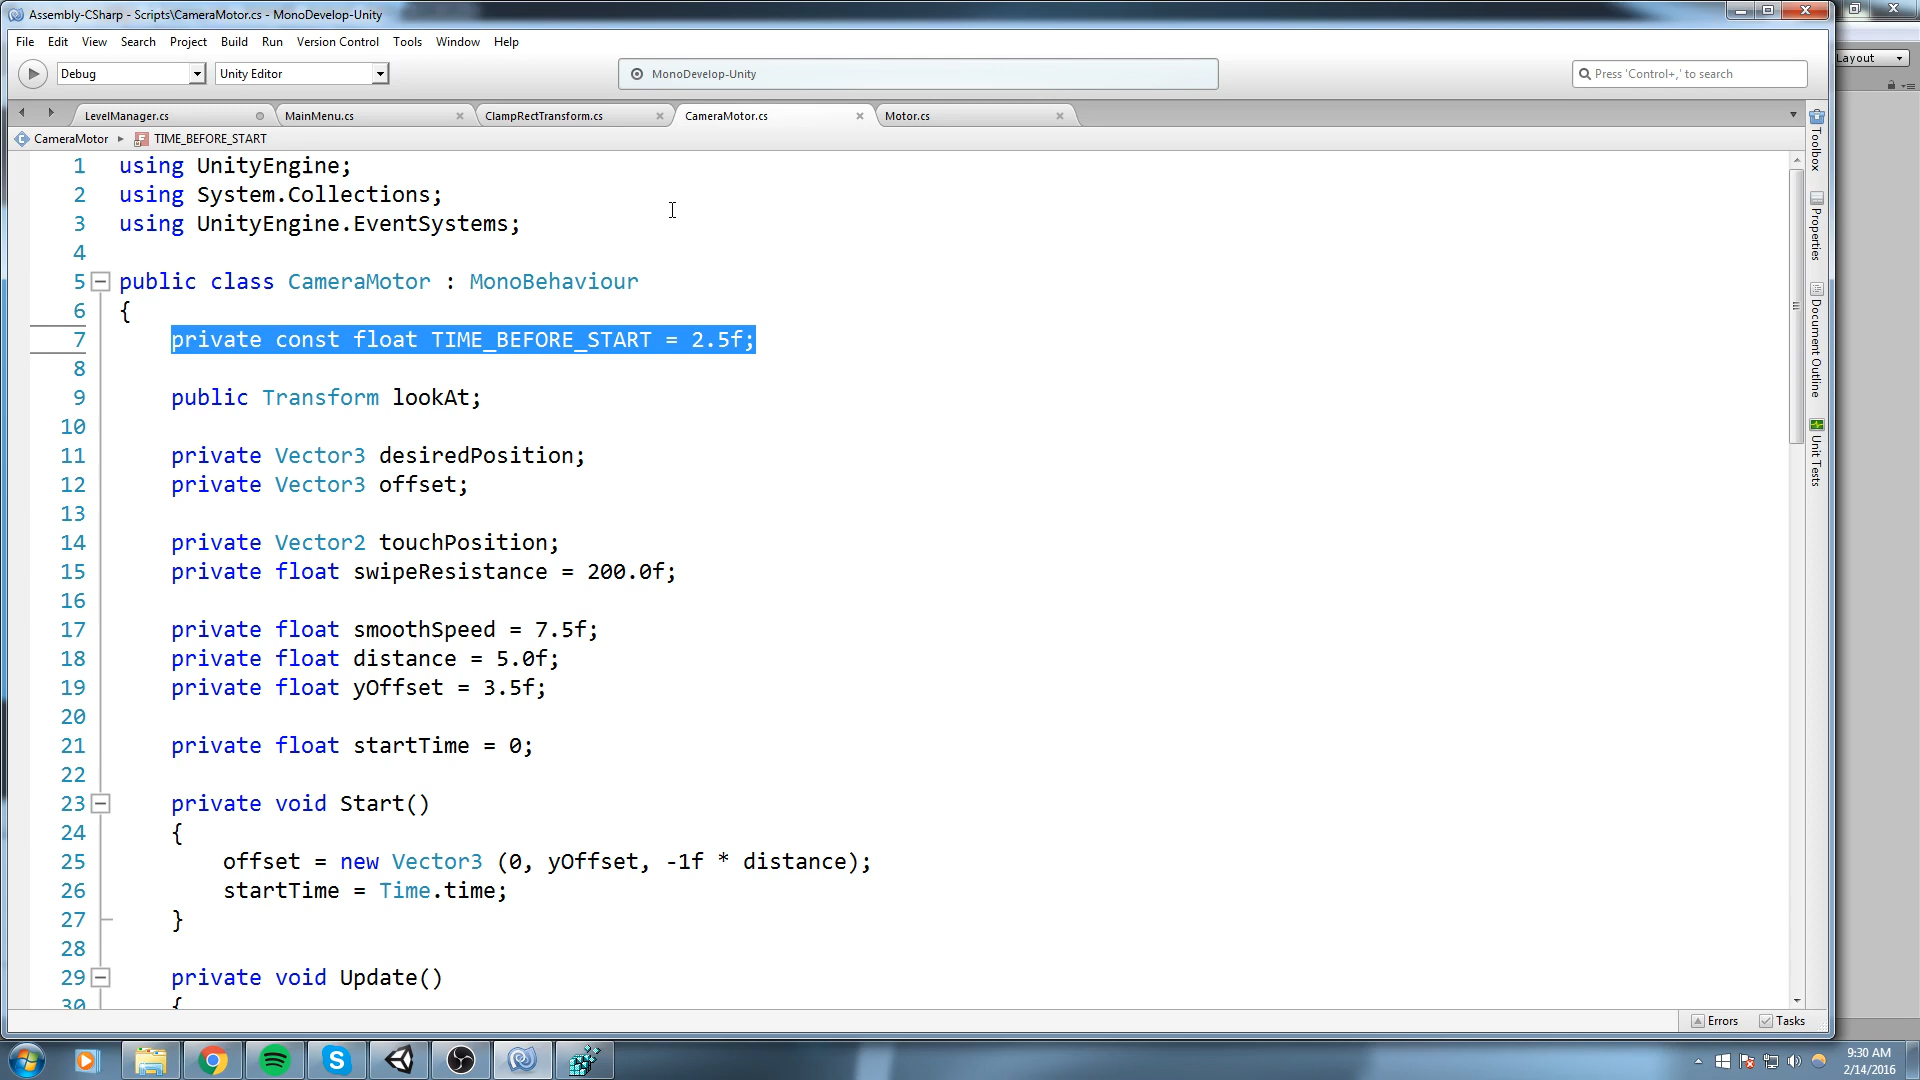 Assembly-CSharp - Scripts\CameraMotor.cs - MonoDevelop-Unity
File Edit View Search Project Build Run Version Control Tools Window Help
Debug Unity Editor MonoDevelop-Unity Press 'Control+,' to search
Layout
LevelManager.cs MainMenu.cs ClampRectTransform.cs CameraMotor.cs Motor.cs
CameraMotor TIME_BEFORE_START
1 using UnityEngine;
2 using System.Collections;
3 using UnityEngine.EventSystems;
4
5 public class CameraMotor : MonoBehaviour
6 {
7 private const float TIME_BEFORE_START = 2.5f;
8
9 public Transform lookAt;
10
11 private Vector3 desiredPosition;
12 private Vector3 offset;
13
14 private Vector2 touchPosition;
15 private float swipeResistance = 200.0f;
16
17 private float smoothSpeed = 7.5f;
18 private float distance = 5.0f;
19 private float yOffset = 3.5f;
20
21 private float startTime = 0;
22
23 private void Start()
24 {
25 offset = new Vector3 (0, yOffset, -1f * distance);
26 startTime = Time.time;
27 }
28
29 private void Update()
30 {
Toolbox
Properties
Document Outline
Unit Tests
Errors Tasks
9:30 AM
2/14/2016